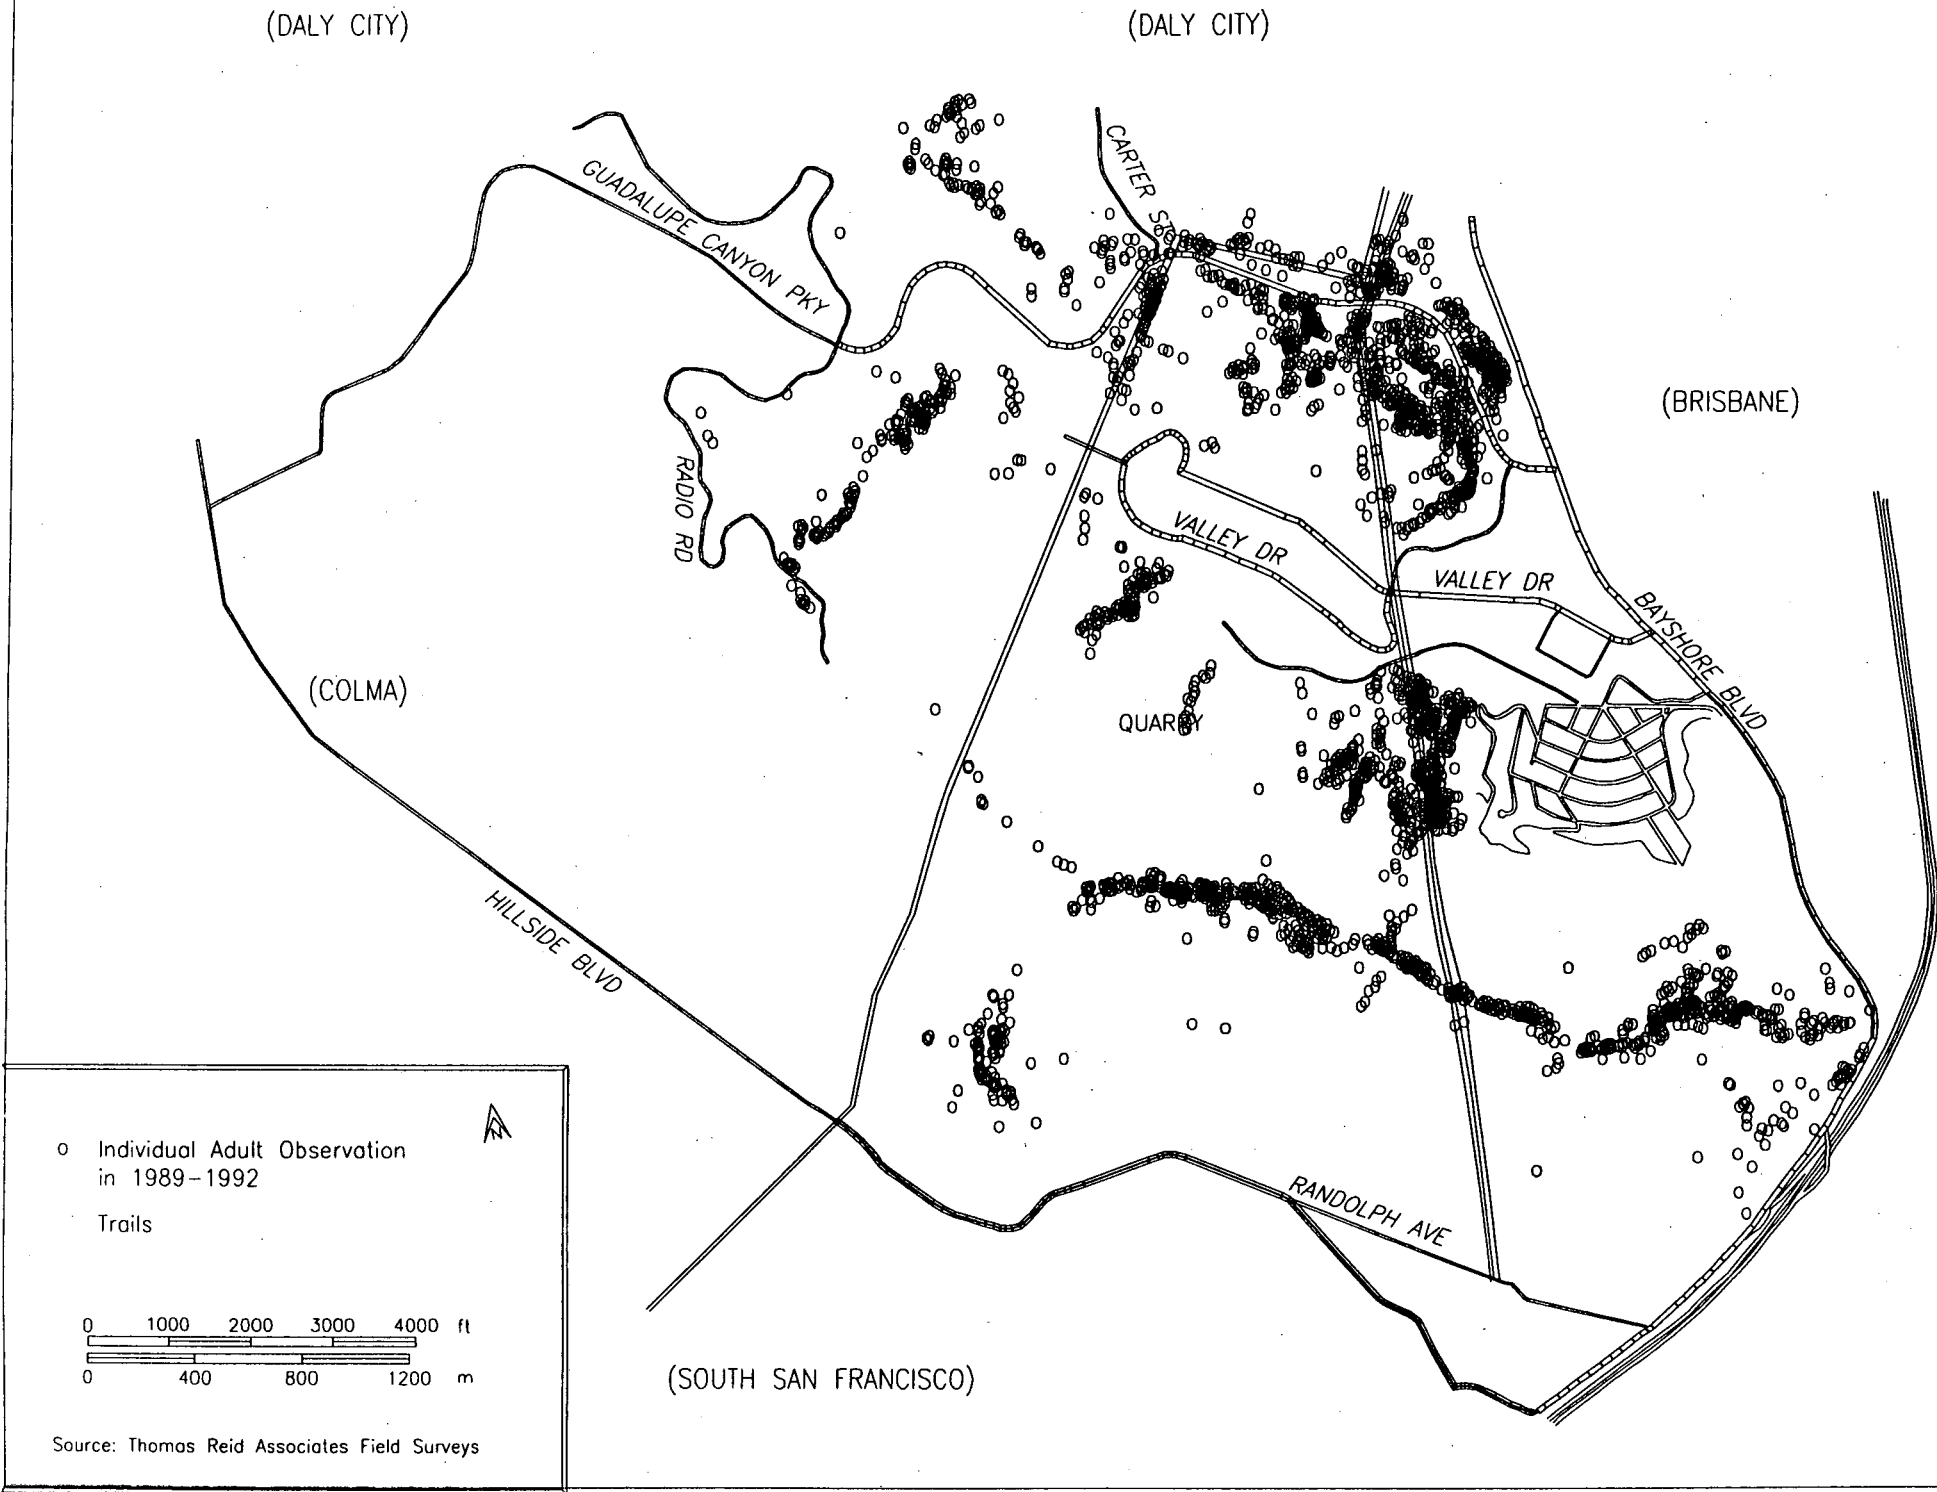 (DALY CITY)
(DALY CITY)
CARTER ST
GUADALUPE CANYON PKY
(BRISBANE)
RADIO RD
VALLEY DR
VALLEY DR
BAYSHORE BLVD
(COLMA)
QUARRY
HILLSIDE BLVD
RANDOLPH AVE
(SOUTH SAN FRANCISCO)
o Individual Adult Observation
in 1989-1992
Trails
0 1000 2000 3000 4000 ft
0 400 800 1200 m
Source: Thomas Reid Associates Field Surveys